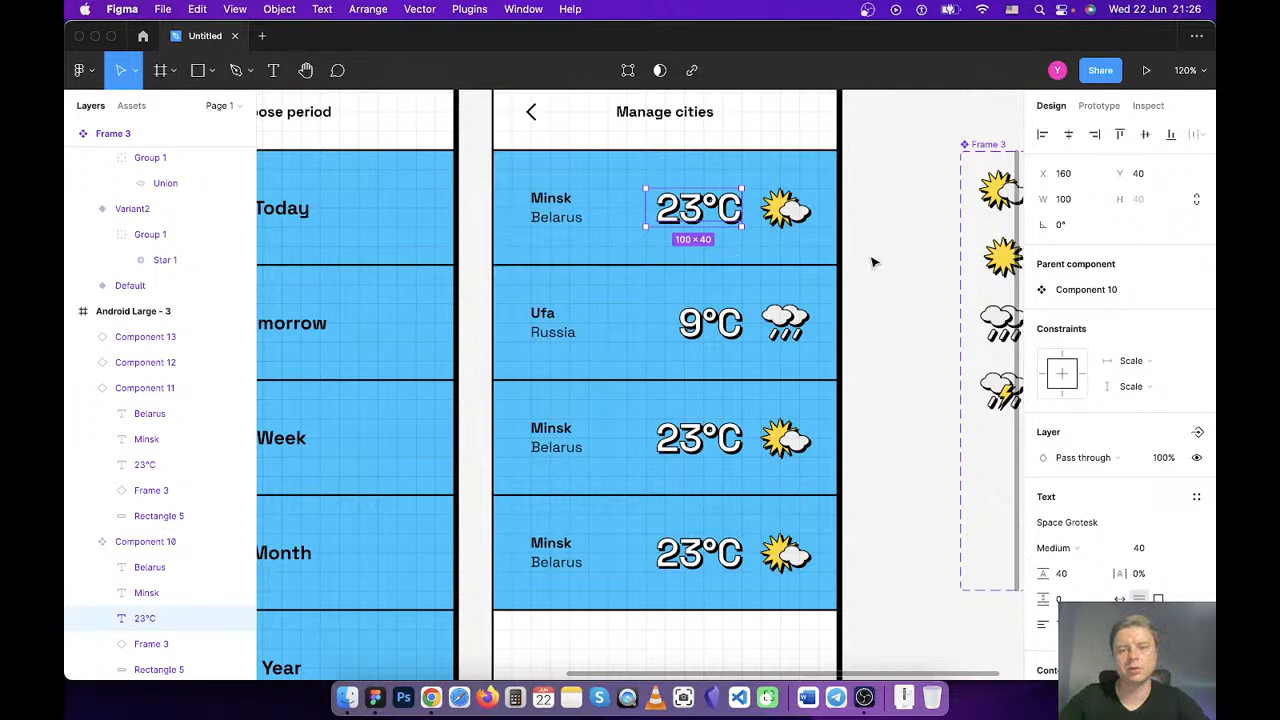 Figma File Edit View Object Text Arrange Vector Plugins Window Help Wed 22 Jun 21:26
Untitled
Share 120%
Layers Assets Page 1
Frame 3
Group 1
Union
Variant2
Group 1
Star 1
Default
Android Large - 3
Component 13
Component 12
Component 11
Belarus
Minsk
23°C
Frame 3
Rectangle 5
Component 10
Belarus
Minsk
23°C
Frame 3
Rectangle 5
ose period
Today
morrow
Week
Month
Year
Manage cities
Minsk
Belarus
23°C
100 × 40
Ufa
Russia
9°C
Minsk
Belarus
23°C
Minsk
Belarus
23°C
Frame 3
Design Prototype Inspect
X 160 Y 40
W 100 H 40
0°
Parent component
Component 10
Constraints
Scale
Scale
Layer
Pass through 100%
Text
Space Grotesk
Medium 40
40 0%
0
Y
JUN
22